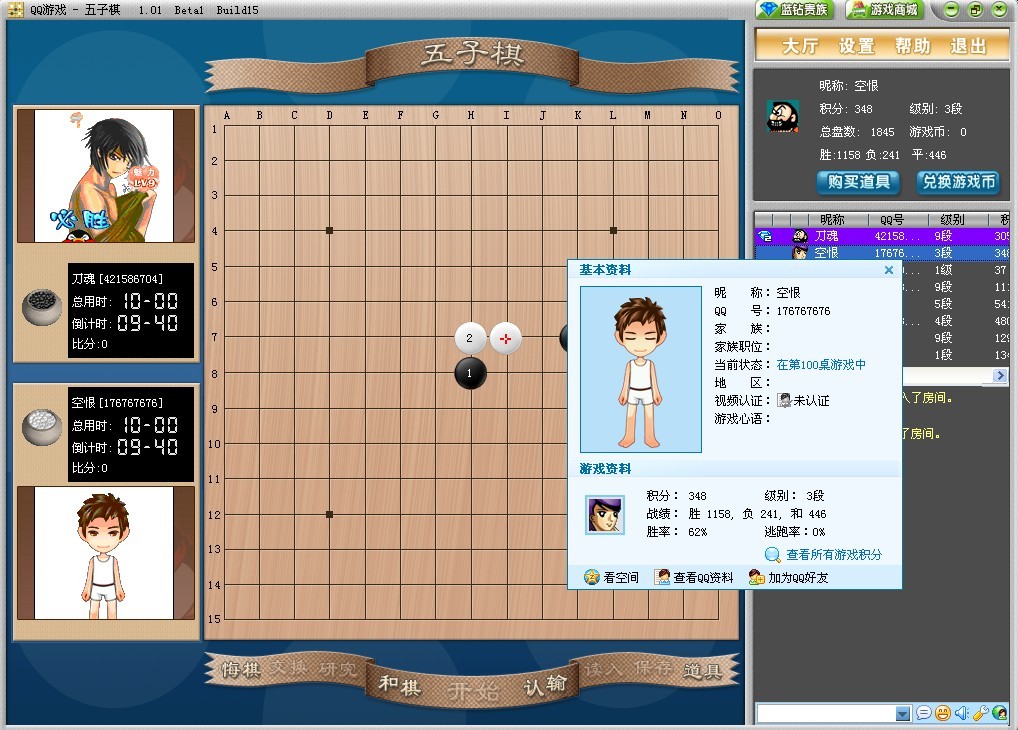 QQ游戏 - 五子棋 1.01 Beta1 Build15
蓝钻贵族 游戏商城
大厅 设置 帮助 退出
五子棋
昵称: 空恨
积分: 348 级别: 3段
总盘数: 1845 游戏币: 0
胜:1158 负:241 平:446
购买道具 兑换游戏币
A B C D E F G H I J K L M N O
1
2
3
4
5
6
7
8
9
10
11
12
13
14
15
魅力
LV9
必胜
刀魂 [421586704]
总用时: 10-00
倒计时: 09-40
比分:0
空恨 [176767676]
总用时: 10-00
倒计时: 09-40
比分:0
2
1
昵称 QQ号 级别 积
刀魂 42158... 9段 305
空恨 17676... 3段 348
1级 37
9段 111
5段 541
4段 480
9段 129
1段 134
入了房间。
了房间。
基本资料
昵 称: 空恨
QQ 号: 176767676
家 族:
家族职位:
当前状态: 在第100桌游戏中
地 区:
视频认证: 未认证
游戏心语:
游戏资料
积分: 348 级别: 3段
战绩: 胜 1158, 负 241, 和 446
胜率: 62% 逃跑率:0%
查看所有游戏积分
看空间 查看QQ资料 加为QQ好友
悔棋 交换 研究 和棋 开始 认输 读入 保存 道具